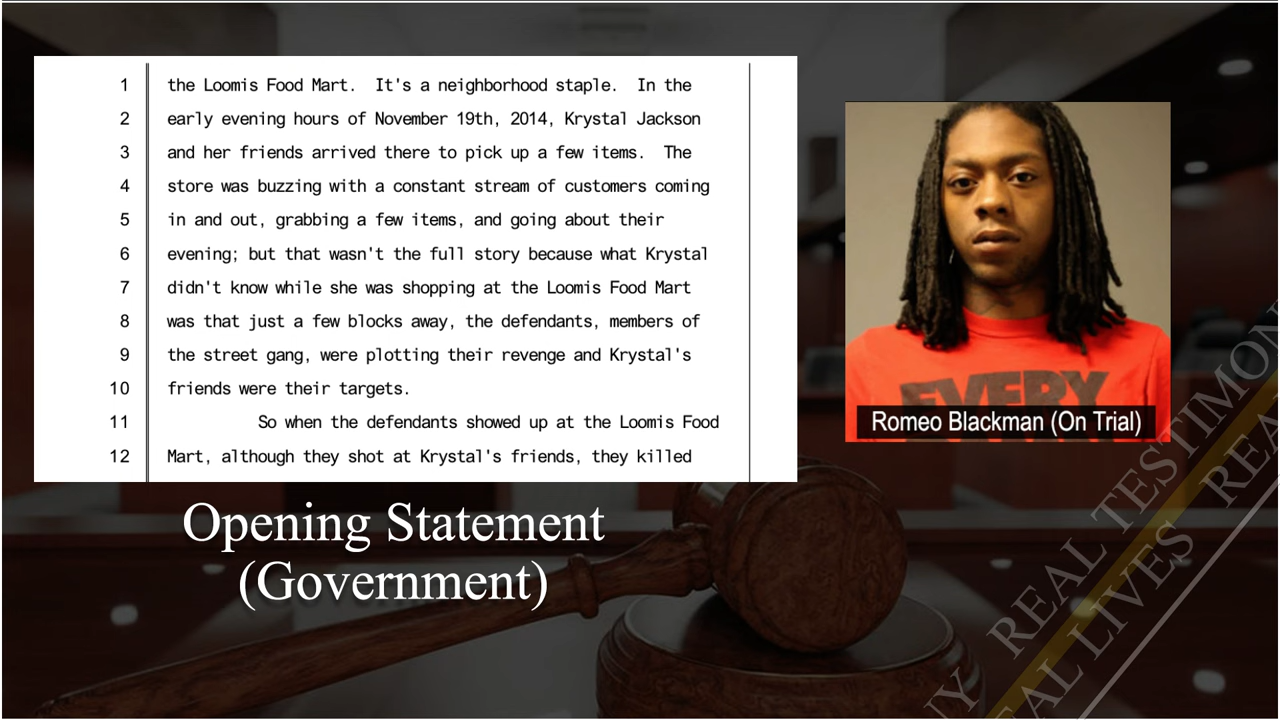 1 the Loomis Food Mart. It's a neighborhood staple. In the
2 early evening hours of November 19th, 2014, Krystal Jackson
3 and her friends arrived there to pick up a few items. The
4 store was buzzing with a constant stream of customers coming
5 in and out, grabbing a few items, and going about their
6 evening; but that wasn't the full story because what Krystal
7 didn't know while she was shopping at the Loomis Food Mart
8 was that just a few blocks away, the defendants, members of
9 the street gang, were plotting their revenge and Krystal's
10 friends were their targets.
11 So when the defendants showed up at the Loomis Food
12 Mart, although they shot at Krystal's friends, they killed
EVERY
Romeo Blackman (On Trial)
Opening Statement
(Government)
REAL TESTIMON
REAL LIVES